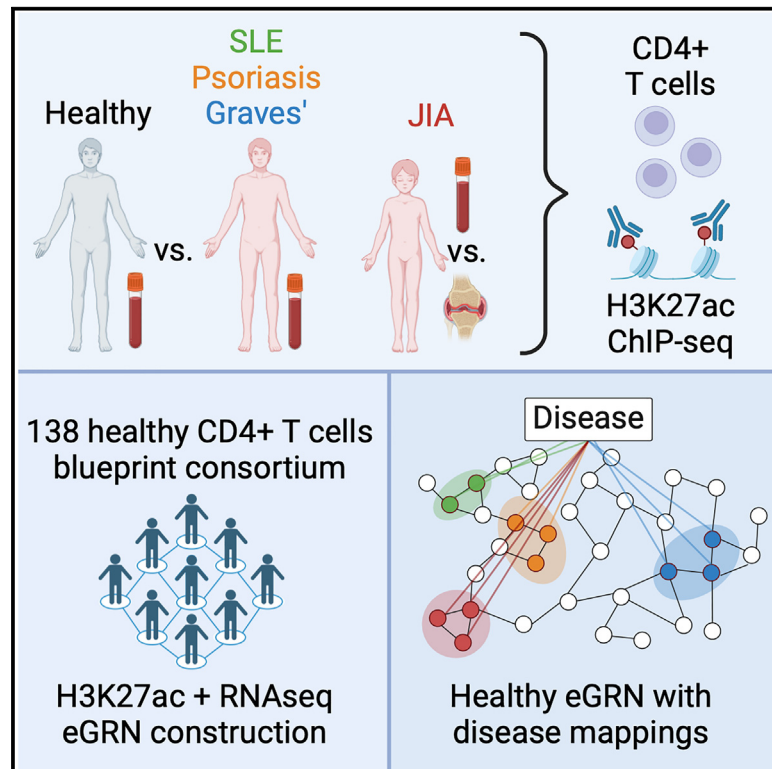 SLE
Psoriasis
Healthy
Graves'
JIA
CD4+
T cells
vs.
vs.
H3K27ac
ChIP-seq
138 healthy CD4+ T cells
blueprint consortium
H3K27ac + RNAseq
eGRN construction
Disease
Healthy eGRN with
disease mappings